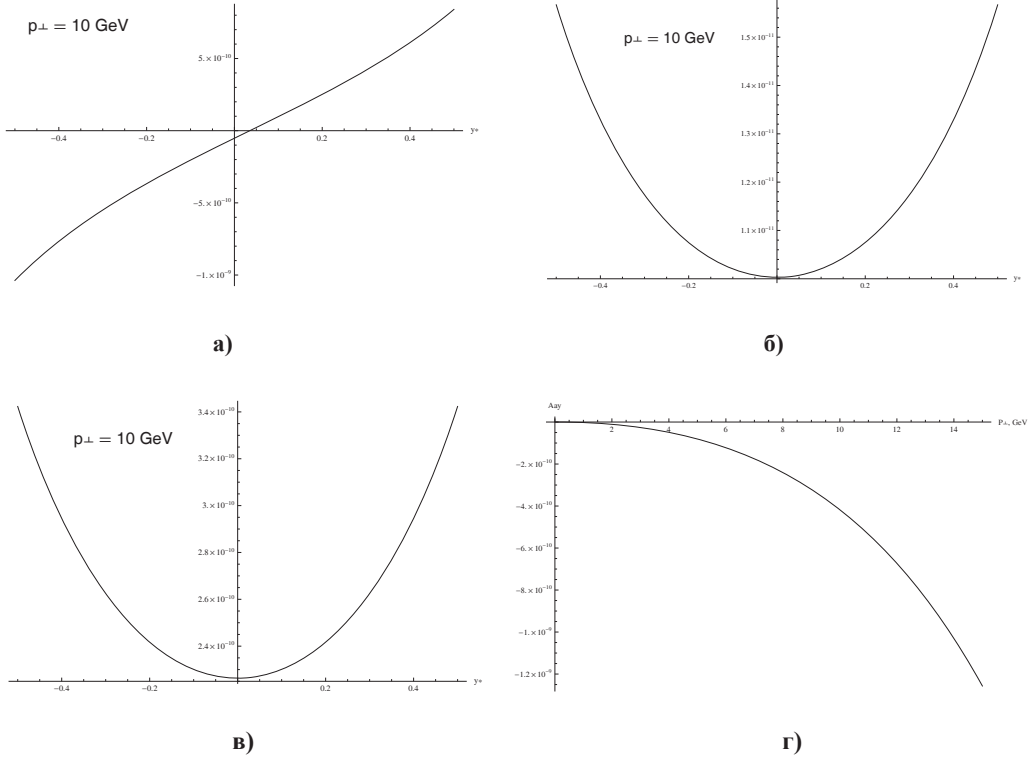 p⊥ = 10 GeV
5.×10⁻¹⁰
−0.4 −0.2 0.2 0.4 y*
−5.×10⁻¹⁰
−1.×10⁻⁹
а)
p⊥ = 10 GeV
1.5×10⁻¹¹
1.4×10⁻¹¹
1.3×10⁻¹¹
1.2×10⁻¹¹
1.1×10⁻¹¹
−0.4 −0.2 0.2 0.4 y*
б)
p⊥ = 10 GeV
3.4×10⁻¹⁰
3.2×10⁻¹⁰
3.×10⁻¹⁰
2.8×10⁻¹⁰
2.6×10⁻¹⁰
2.4×10⁻¹⁰
−0.4 −0.2 0.2 0.4 y*
в)
Aay
2 4 6 8 10 12 14 P⊥, GeV
−2.×10⁻¹⁰
−4.×10⁻¹⁰
−6.×10⁻¹⁰
−8.×10⁻¹⁰
−1.×10⁻⁹
−1.2×10⁻⁹
г)